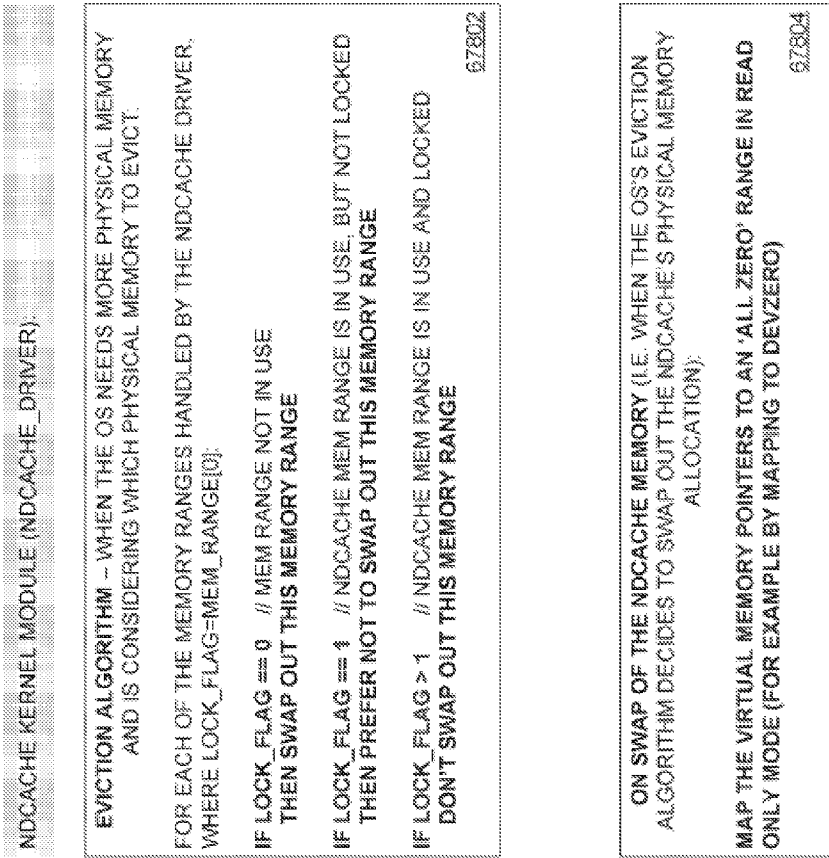 NDCACHE KERNEL MODULE (NDCACHE_DRIVER):
EVICTION ALGORITHM – WHEN THE OS NEEDS MORE PHYSICAL MEMORY
AND IS CONSIDERING WHICH PHYSICAL MEMORY TO EVICT:
FOR EACH OF THE MEMORY RANGES HANDLED BY THE NDCACHE DRIVER,
WHERE LOCK_FLAG=MEM_RANGE[0]:
IF LOCK_FLAG == 0 // MEM RANGE NOT IN USE
THEN SWAP OUT THIS MEMORY RANGE
IF LOCK_FLAG == 1 // NDCACHE MEM RANGE IS IN USE, BUT NOT LOCKED
THEN PREFER NOT TO SWAP OUT THIS MEMORY RANGE
IF LOCK_FLAG > 1 // NDCACHE MEM RANGE IS IN USE AND LOCKED
DON'T SWAP OUT THIS MEMORY RANGE
67802
ON SWAP OF THE NDCACHE MEMORY (I.E. WHEN THE OS'S EVICTION
ALGORITHM DECIDES TO SWAP OUT THE NDCACHE'S PHYSICAL MEMORY
ALLOCATION):
MAP THE VIRTUAL MEMORY POINTERS TO AN 'ALL ZERO' RANGE IN READ
ONLY MODE (FOR EXAMPLE BY MAPPING TO DEVZERO)
67804